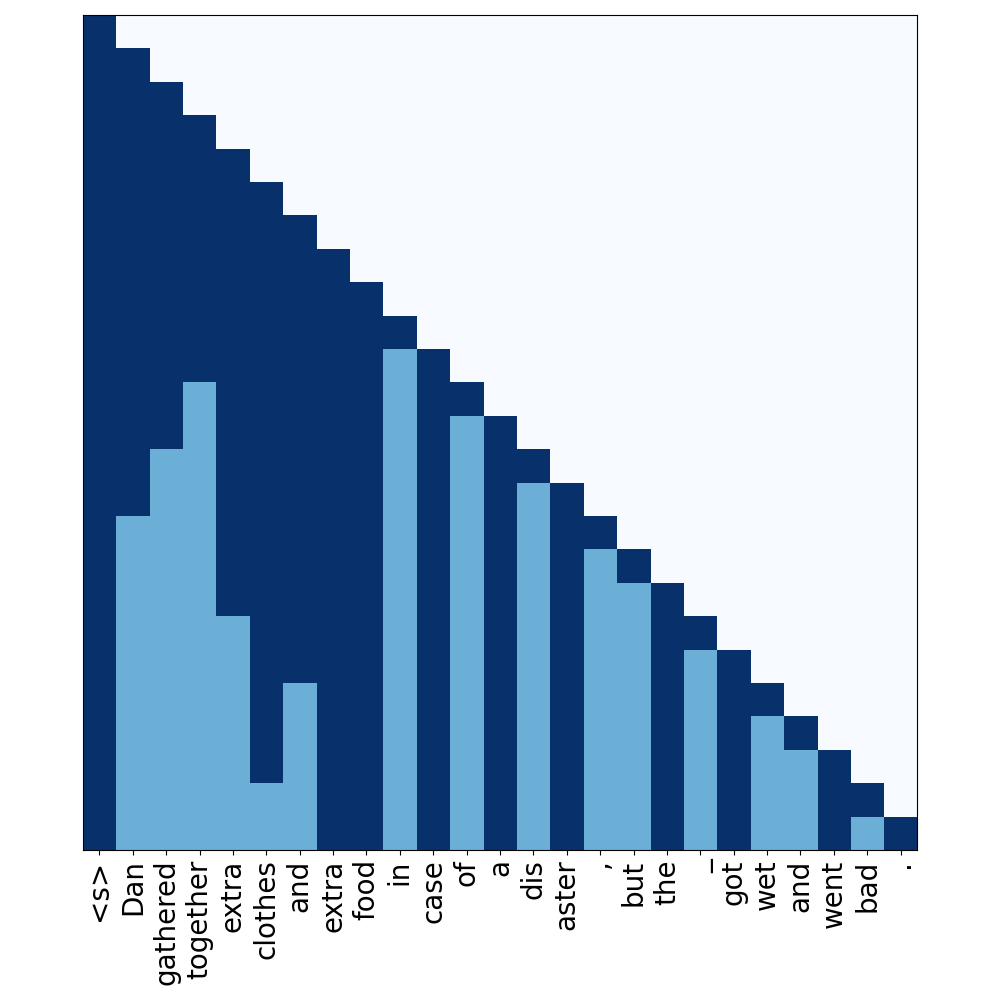 <s> Dan gathered together extra clothes and extra food in case of a dis aster , but the _ got wet and went bad .